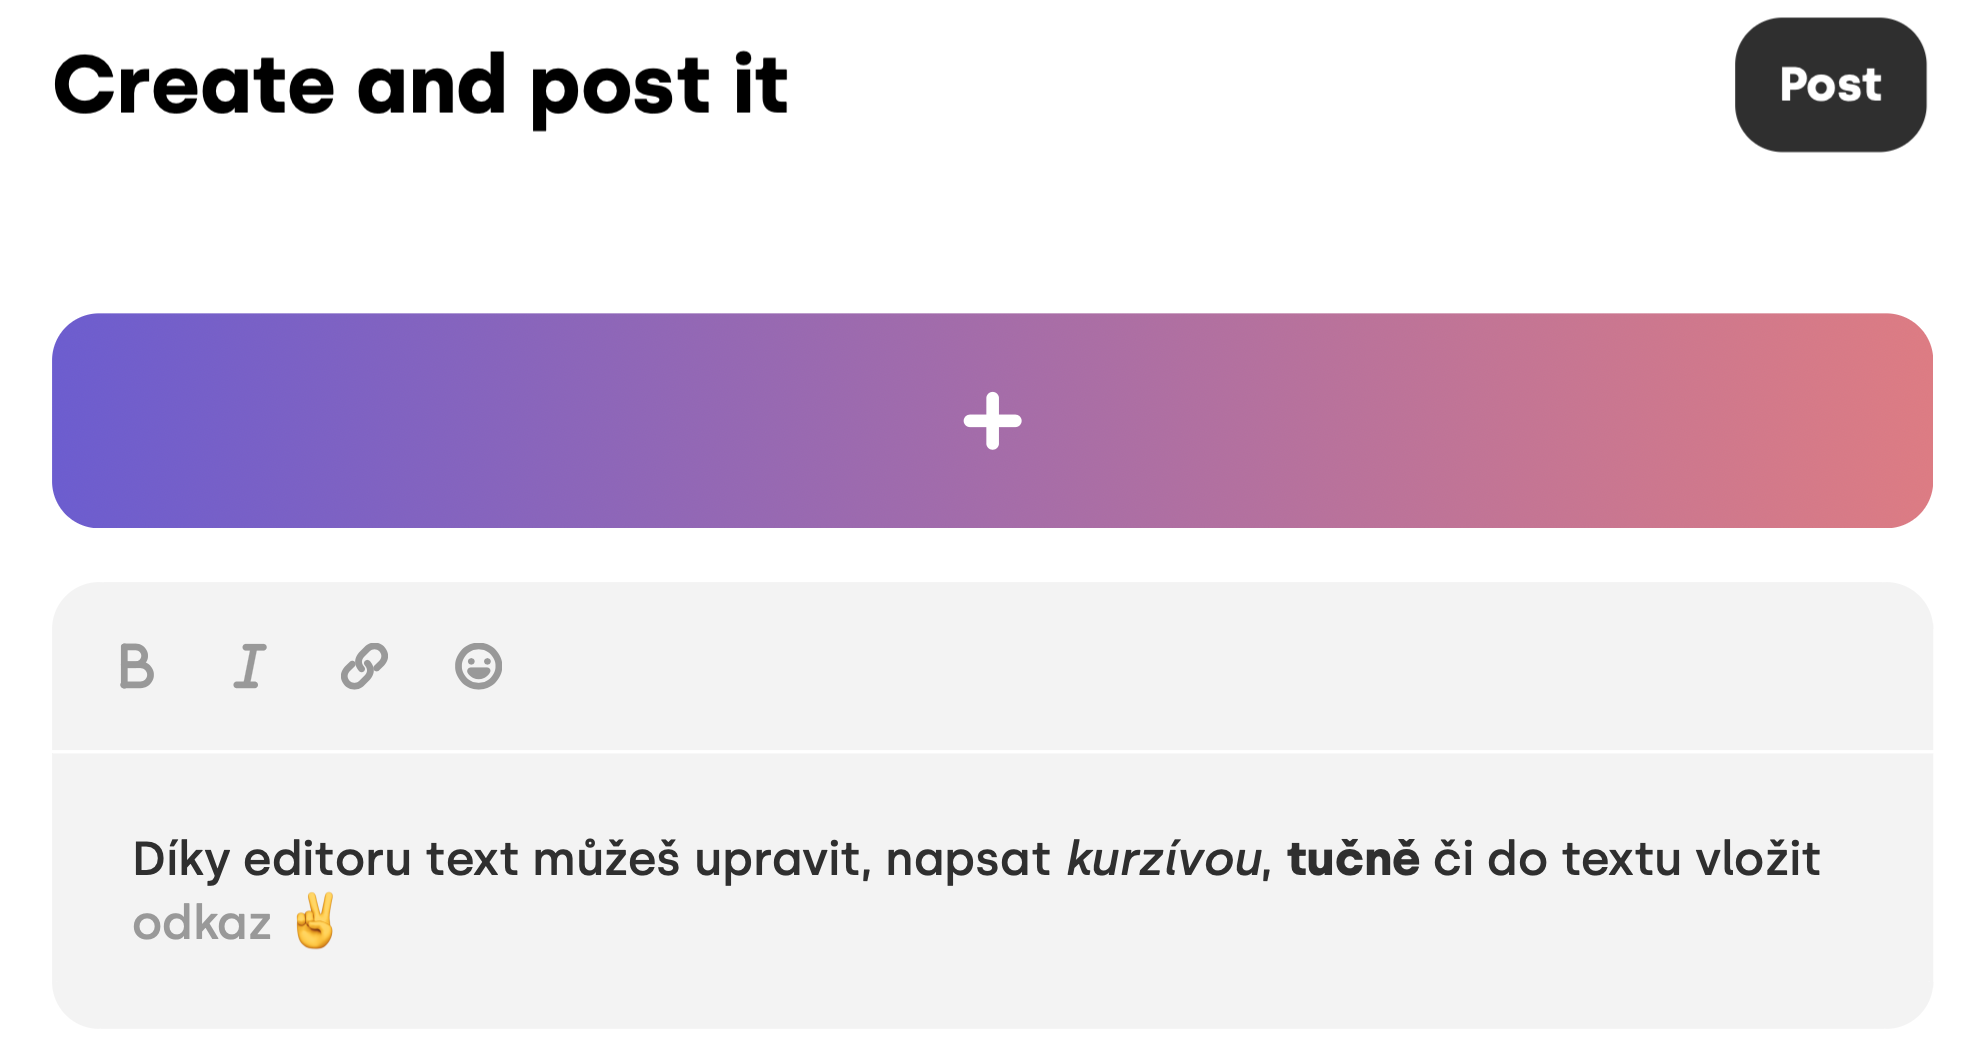 Create and post it
Post
Díky editoru text můžeš upravit, napsat kurzívou, tučně či do textu vložit
odkaz ✌️